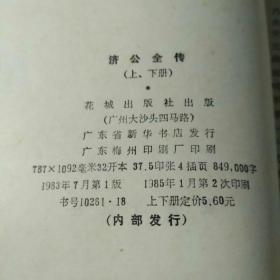 济公全传
(上、下册)
*
花城出版社出版
(广州大沙头四马路)
广东省新华书店发行
广东梅州印刷厂印刷
787×1092毫米32开本 37.5印张 4插页 849,000字
1983年7月第1版 1985年1月第2次印刷
书号10261·18 上下册定价5.60元
(内部发行)